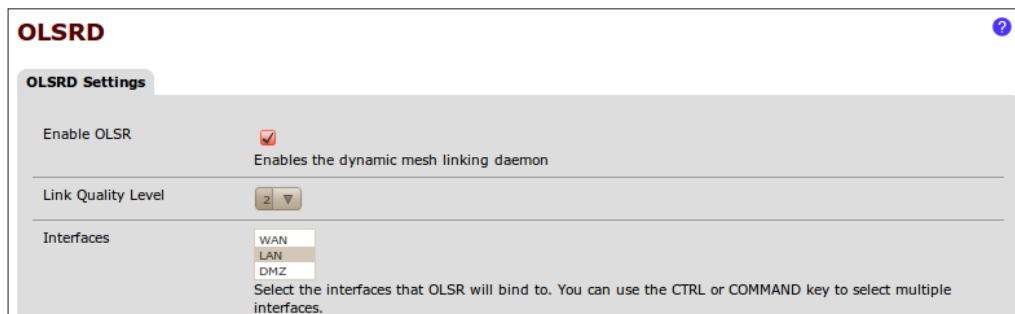 OLSRD
?
OLSRD Settings
Enable OLSR
Enables the dynamic mesh linking daemon
Link Quality Level
2
Interfaces
WAN
LAN
DMZ
Select the interfaces that OLSR will bind to. You can use the CTRL or COMMAND key to select multiple
interfaces.